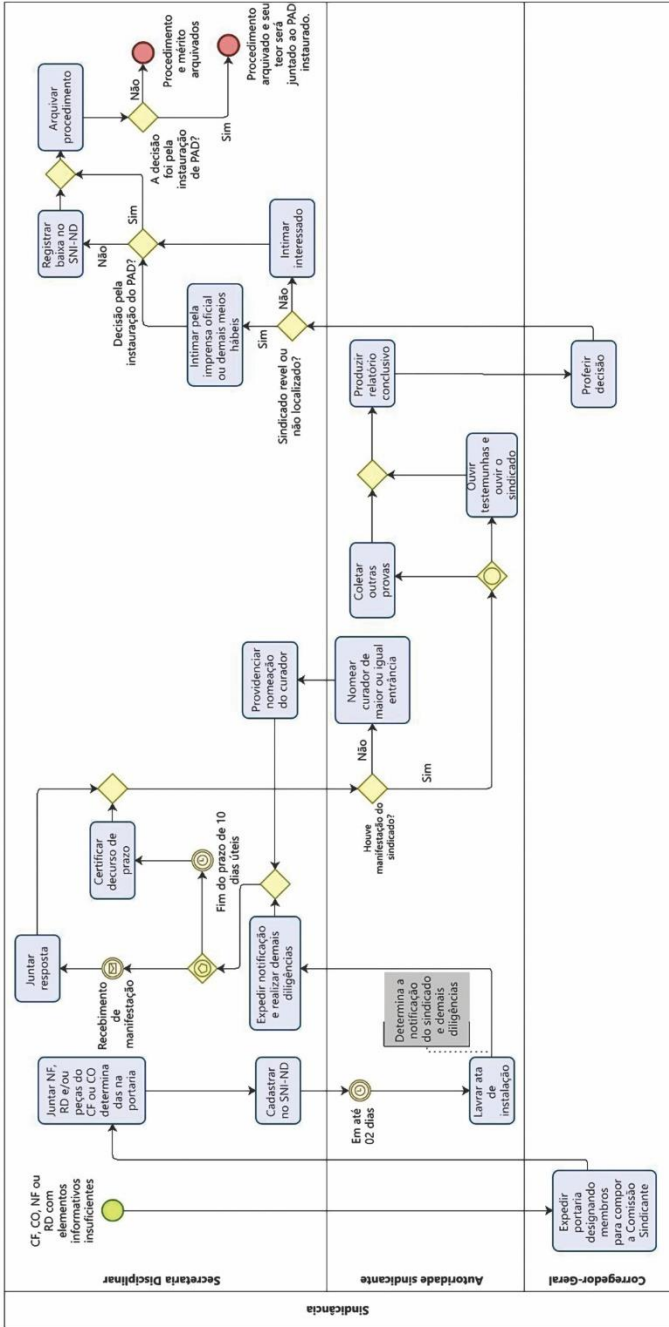 Sindicância
Secretaria Disciplinar
Autoridade sindicante
Corregedor-Geral
CF, CO, NF ou
RD com
elementos
informativos
insuficientes
Expedir
portaria
designando
membros
para compor
a Comissão
Sindicante
Juntar NF,
RD e/ou
peças do
CF ou CO
determina
das na
portaria
Cadastrar
no SNI-ND
Em até
02 dias
Lavrar ata
de
instalação
Determina a
notificação
do sindicado
e demais
diligências
Expedir notificação
e realizar demais
diligências
Recebimento
de
manifestação
Juntar
resposta
Fim do prazo de 10
dias úteis
Certificar
decurso de
prazo
Houve
manifestação do
sindicado?
Não
Sim
Nomear
curador de
maior ou igual
entrância
Providenciar
nomeação
do curador
Coletar
outras
provas
Ouvir
testemunhas e
ouvir o
sindicado
Produzir
relatório
conclusivo
Proferir
decisão
Sindicado revel ou
não localizado?
Sim
Não
Intimar pela
imprensa oficial
ou demais meios
hábeis
Intimar
interessado
Decisão pela
instauração do PAD?
Não
Sim
Registrar
baixa no
SNI-ND
Arquivar
procedimento
A decisão
foi pela
instauração
de PAD?
Não
Sim
Procedimento
e mérito
arquivados
Procedimento
arquivado e seu
teor será
juntado ao PAD
instaurado.